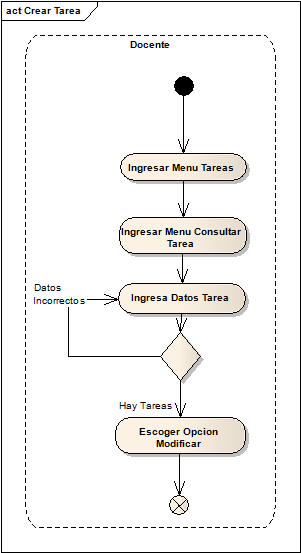 act Crear Tarea
Docente
Ingresar Menu Tareas
Ingresar Menu Consultar
Tarea
Datos
Incorrectos
Ingresa Datos Tarea
Hay Tareas
Escoger Opcion
Modificar